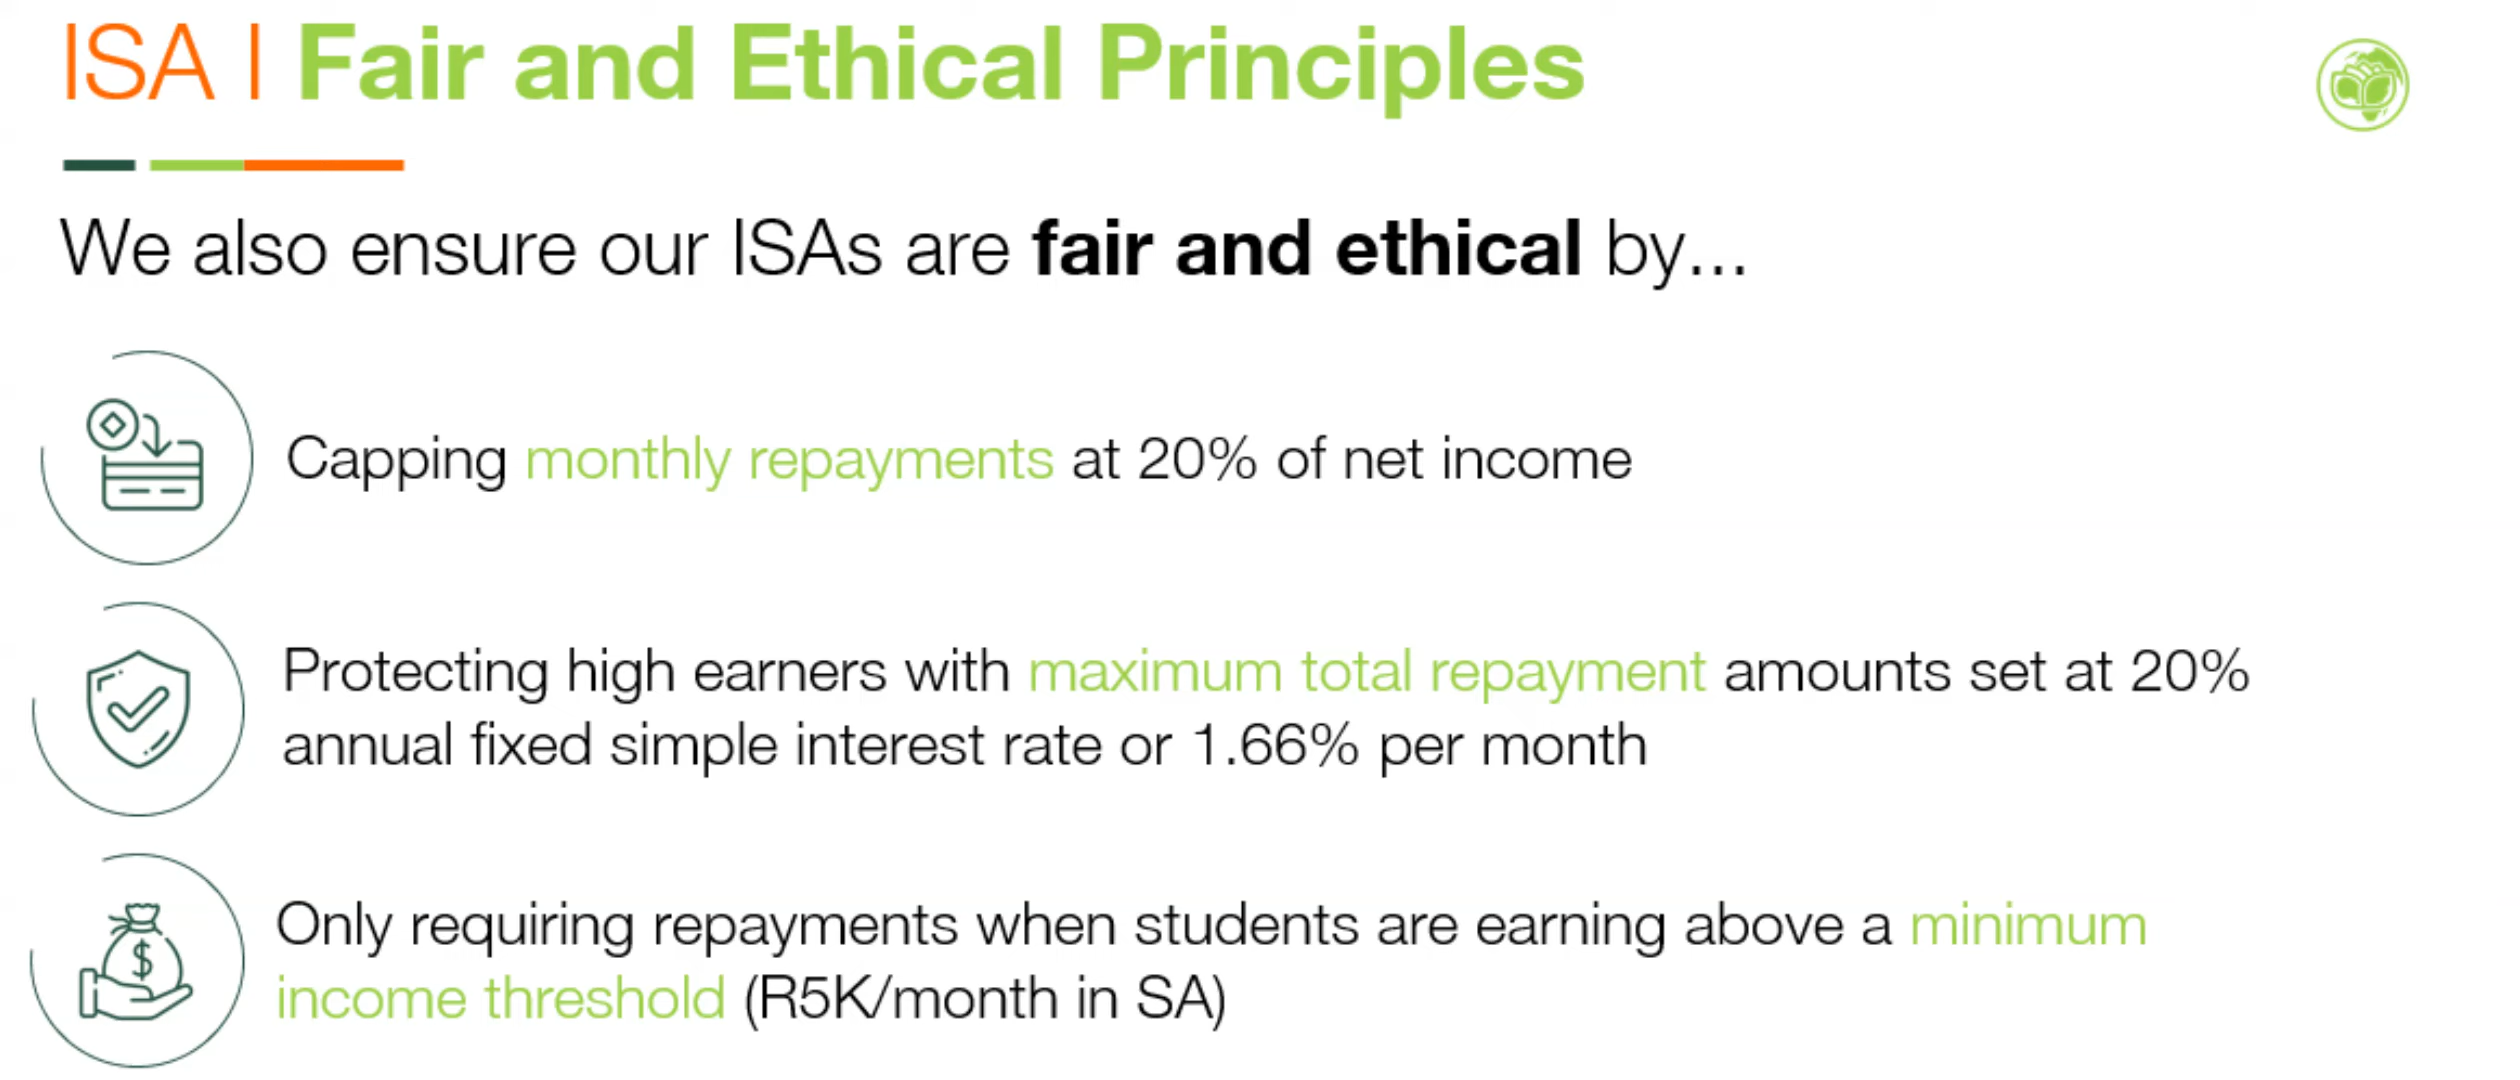 ISA | Fair and Ethical Principles
We also ensure our ISAs are fair and ethical by...
Capping monthly repayments at 20% of net income
Protecting high earners with maximum total repayment amounts set at 20%
annual fixed simple interest rate or 1.66% per month
Only requiring repayments when students are earning above a minimum
income threshold (R5K/month in SA)
$